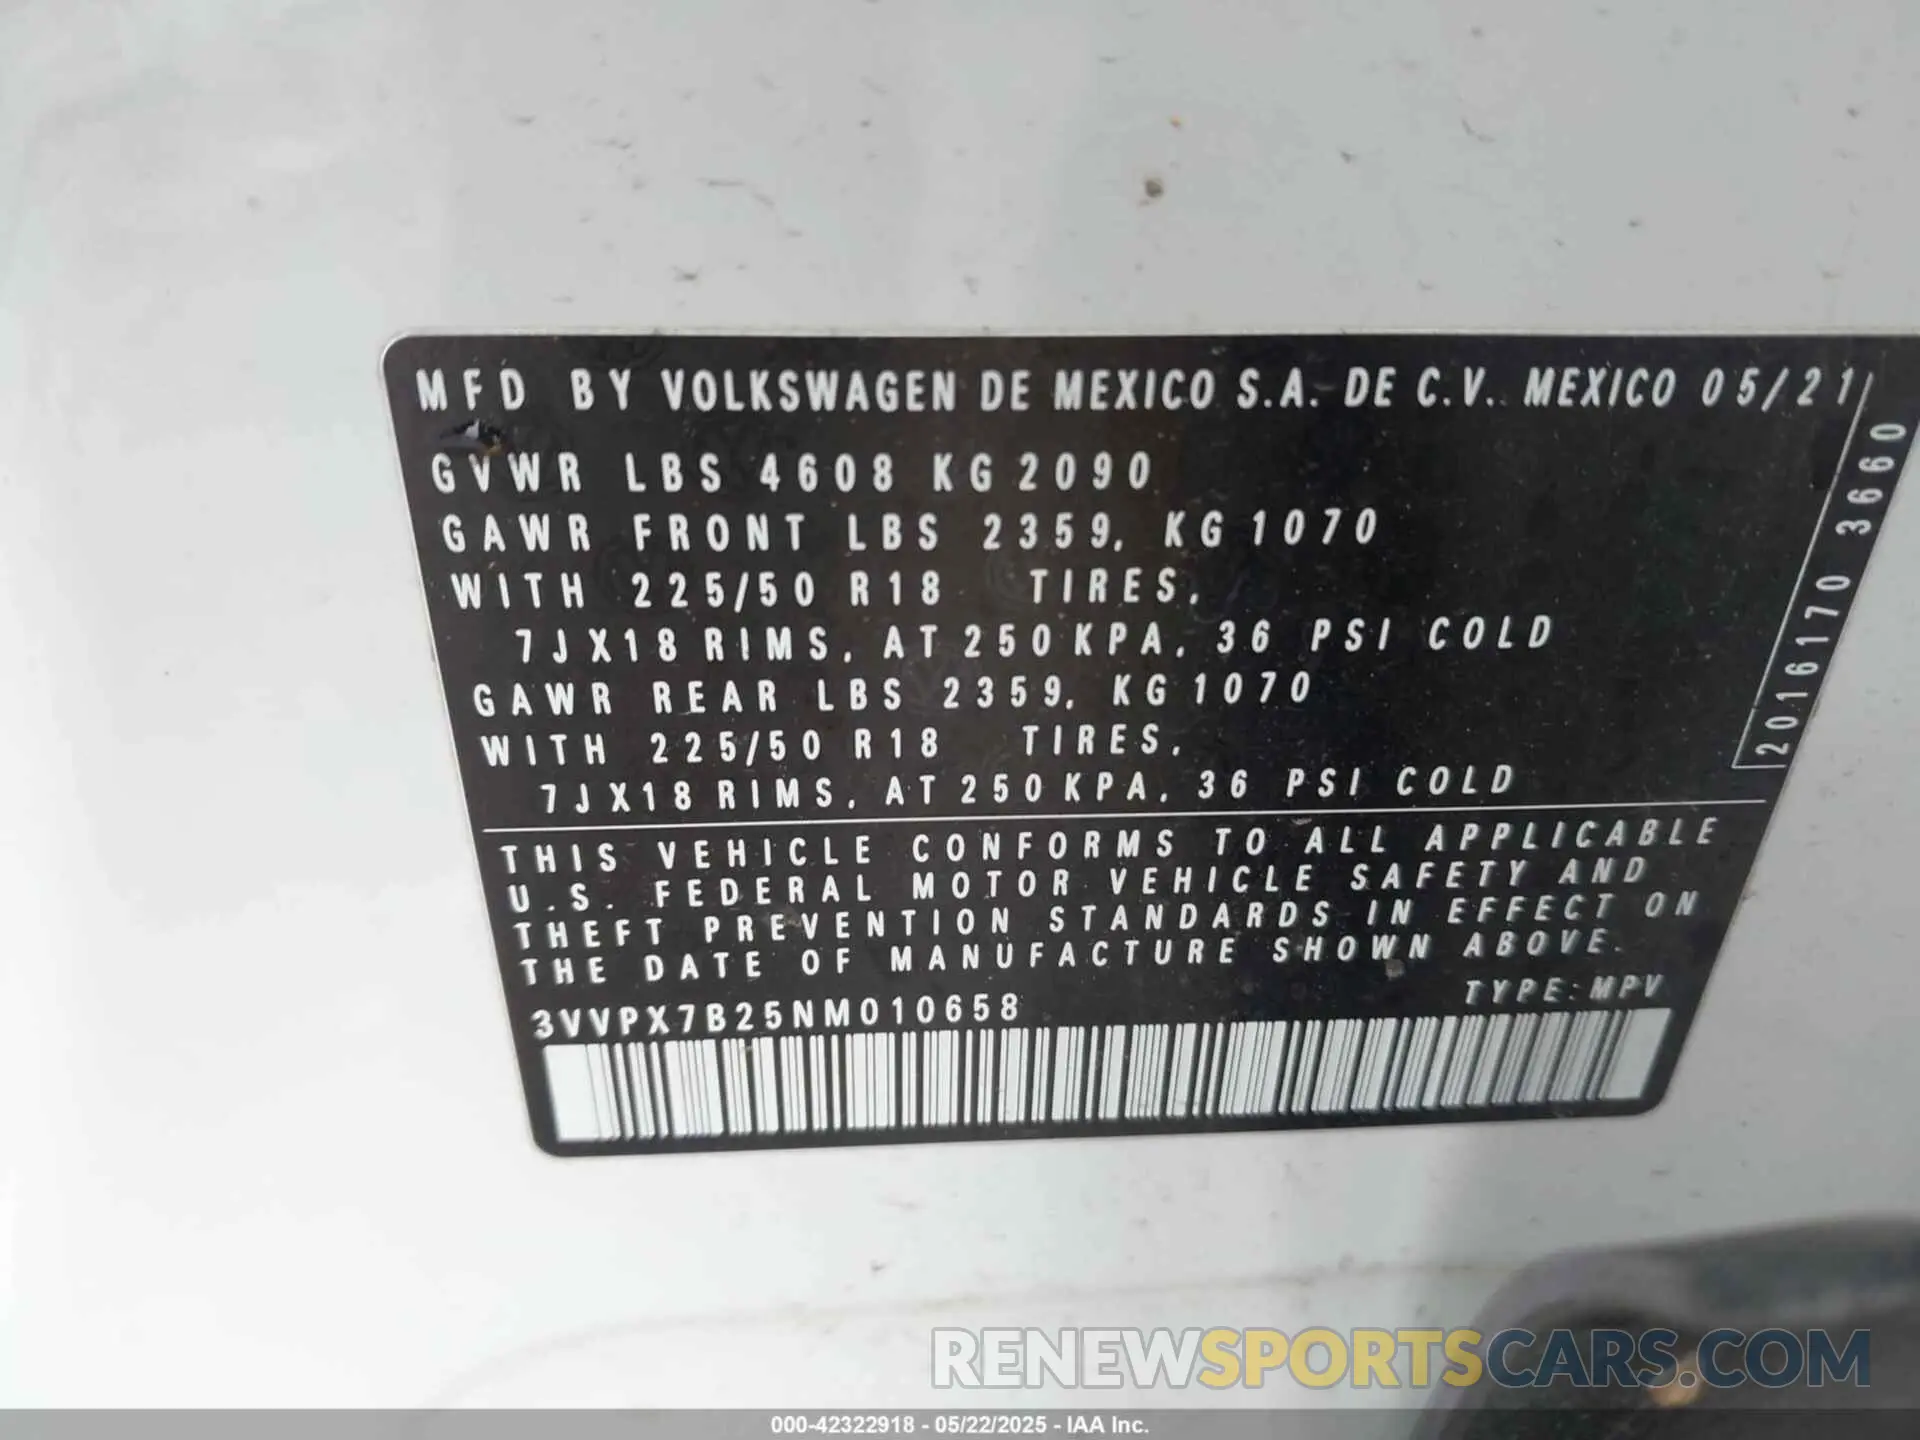 MFD BY VOLKSWAGEN DE MEXICO S.A. DE C.V. MEXICO 05/21
GVWR LBS 4608 KG 2090
GAWR FRONT LBS 2359, KG 1070
WITH 225/50 R18 TIRES,
7JX18 RIMS, AT 250 KPA, 36 PSI COLD
GAWR REAR LBS 2359, KG 1070
WITH 225/50 R18 TIRES,
7JX18 RIMS, AT 250 KPA, 36 PSI COLD
2016170 3660
THIS VEHICLE CONFORMS TO ALL APPLICABLE
U.S. FEDERAL MOTOR VEHICLE SAFETY AND
THEFT PREVENTION STANDARDS IN EFFECT ON
THE DATE OF MANUFACTURE SHOWN ABOVE.
3VVPX7B25NM010658 TYPE: MPV
RENEWSPORTSCARS.COM
000-42322918 - 05/22/2025 - IAA Inc.